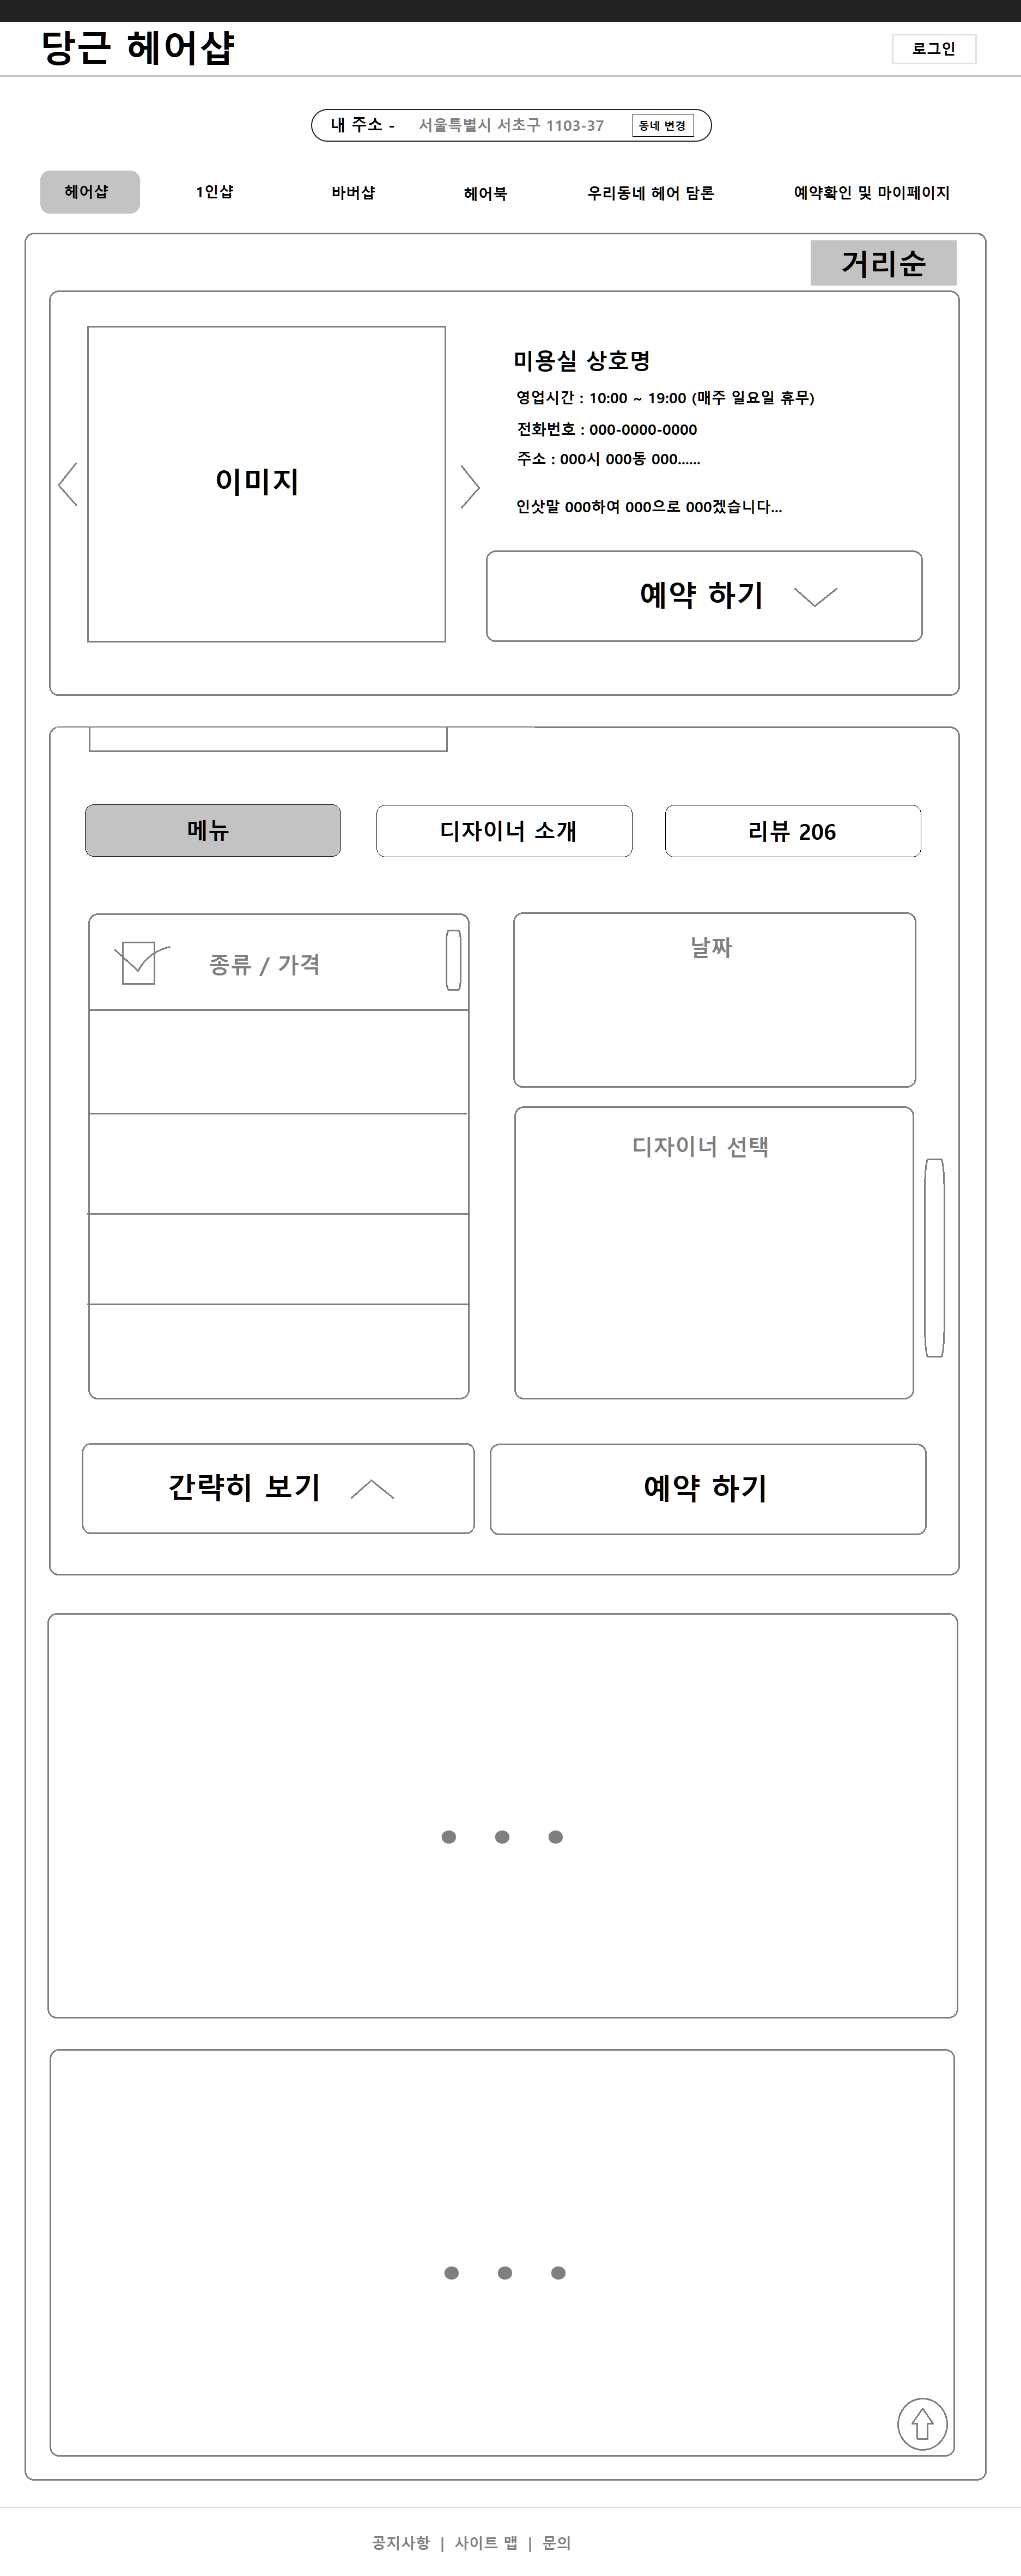 당근 헤어샵
로그인
내 주소 - 서울특별시 서초구 1103-37 동네 변경
헤어샵 1인샵 바버샵 헤어북 우리동네 헤어 담론 예약확인 및 마이페이지
거리순
이미지
미용실 상호명
영업시간 : 10:00 ~ 19:00 (매주 일요일 휴무)
전화번호 : 000-0000-0000
주소 : 000시 000동 000......
인삿말 000하여 000으로 000겠습니다...
예약 하기
메뉴 디자이너 소개 리뷰 206
종류 / 가격
날짜
디자이너 선택
간략히 보기 예약 하기
공지사항 | 사이트 맵 | 문의